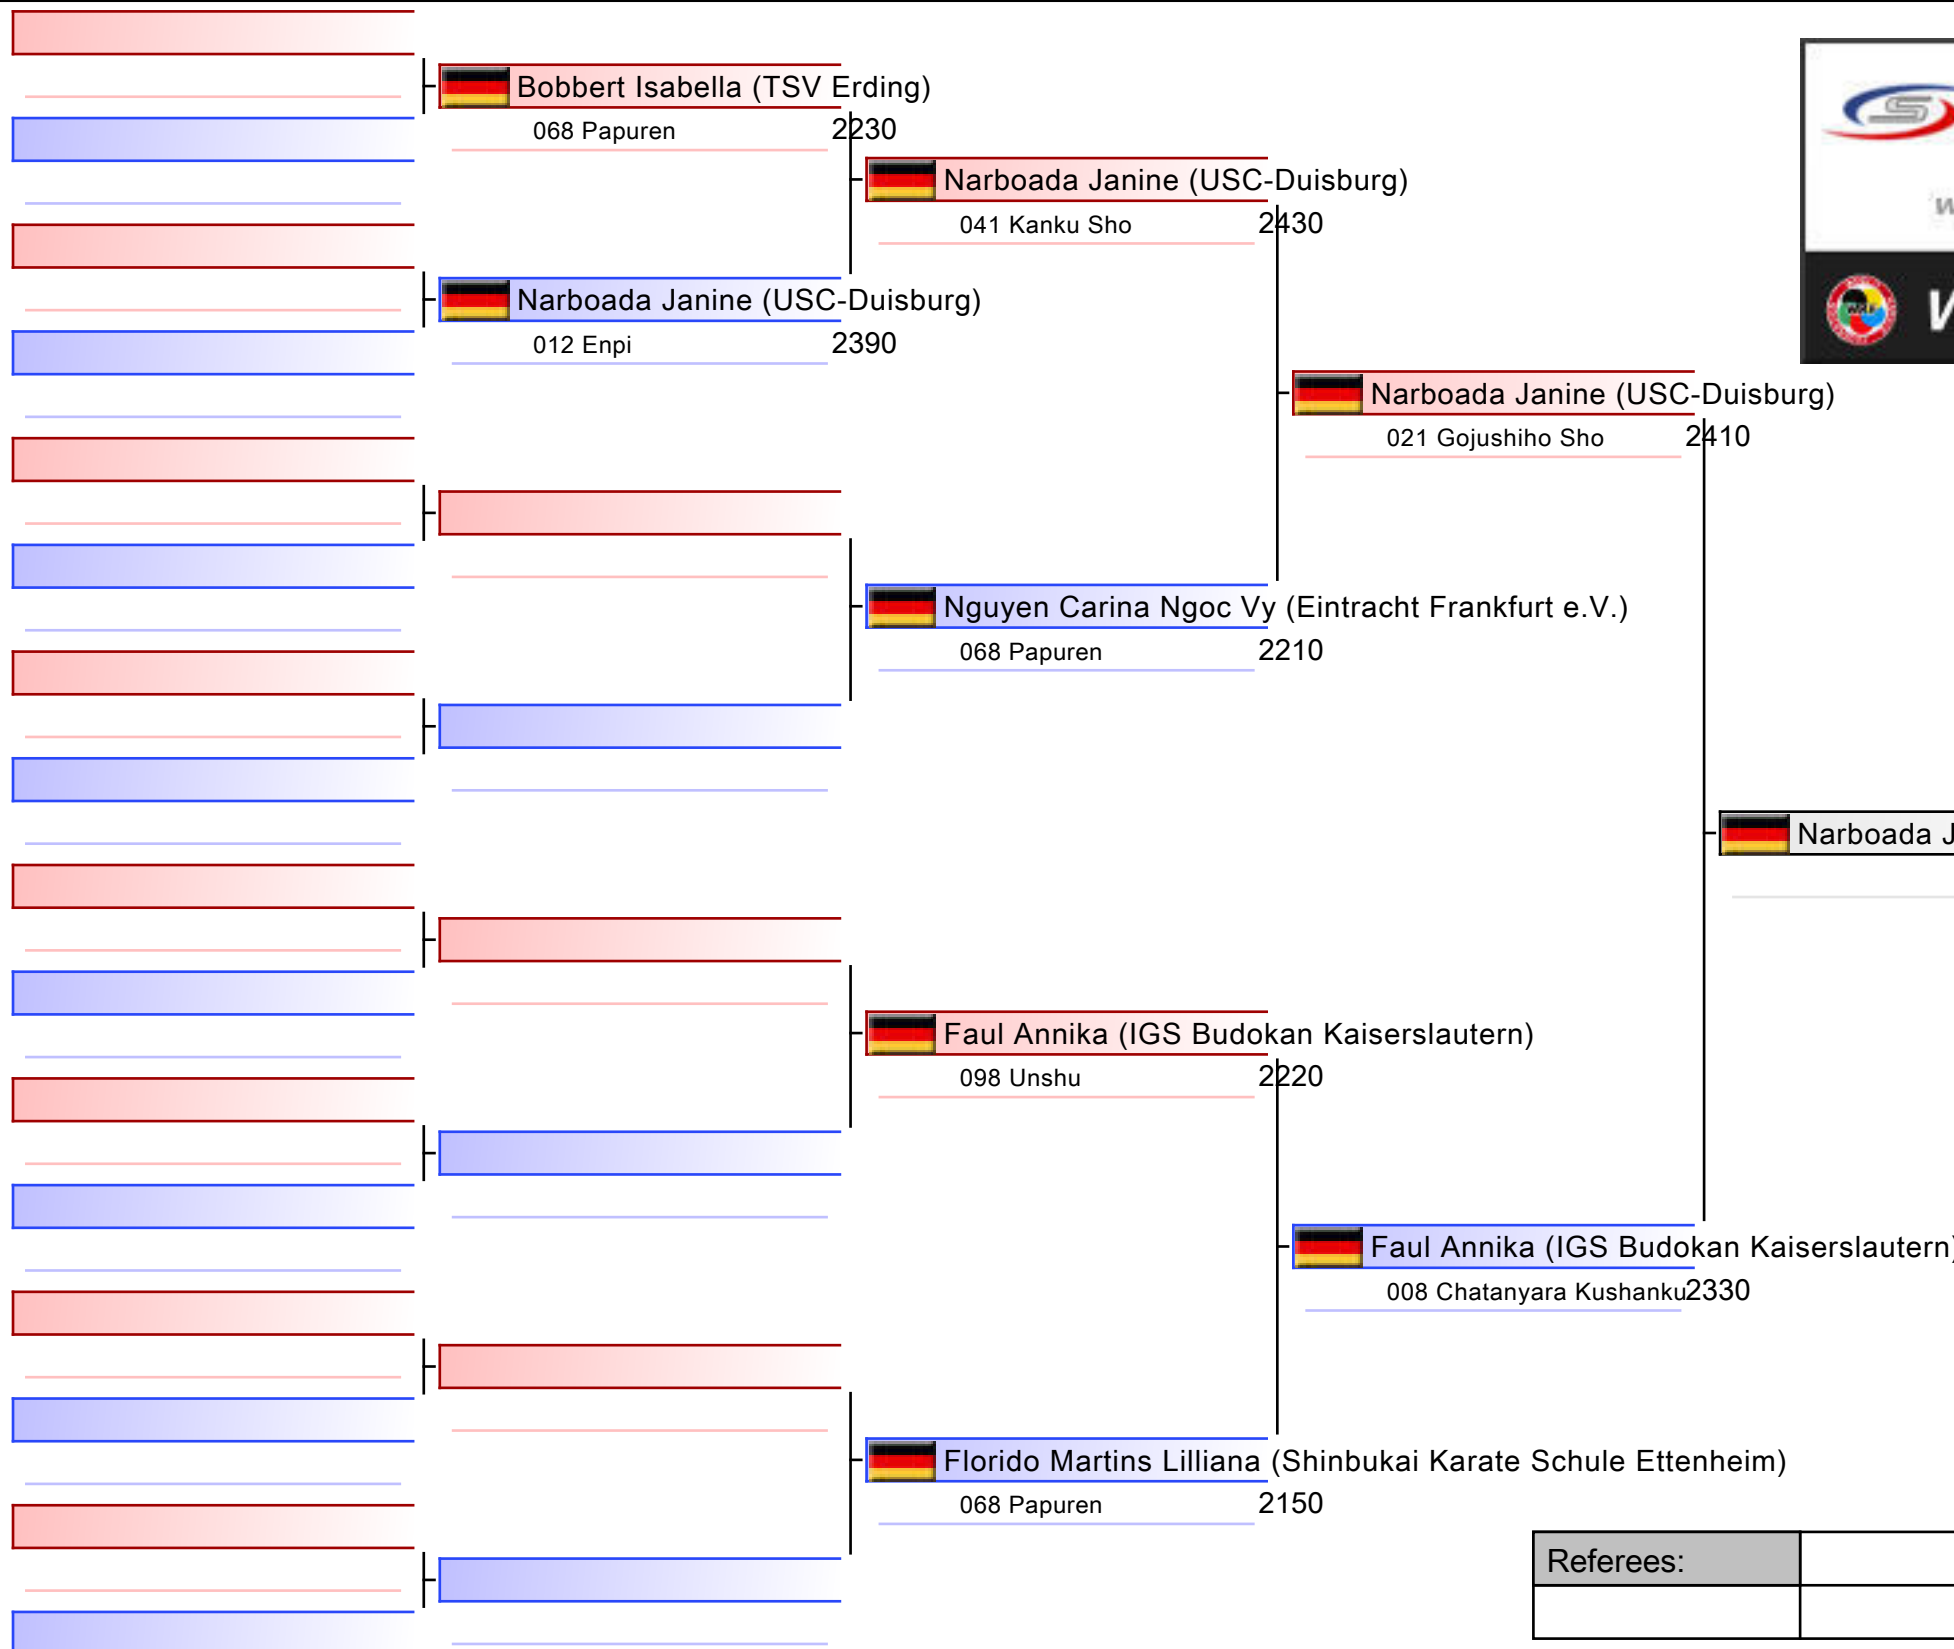 Bobbert Isabella (TSV Erding)
068 Papuren 2230
Narboada Janine (USC-Duisburg)
041 Kanku Sho 2430
Narboada Janine (USC-Duisburg)
012 Enpi 2390
Narboada Janine (USC-Duisburg)
021 Gojushiho Sho 2410
Nguyen Carina Ngoc Vy (Eintracht Frankfurt e.V.)
068 Papuren 2210
Narboada J
Faul Annika (IGS Budokan Kaiserslautern)
098 Unshu 2220
Faul Annika (IGS Budokan Kaiserslautern)
008 Chatanyara Kushanku 2330
Florido Martins Lilliana (Shinbukai Karate Schule Ettenheim)
068 Papuren 2150
Referees: